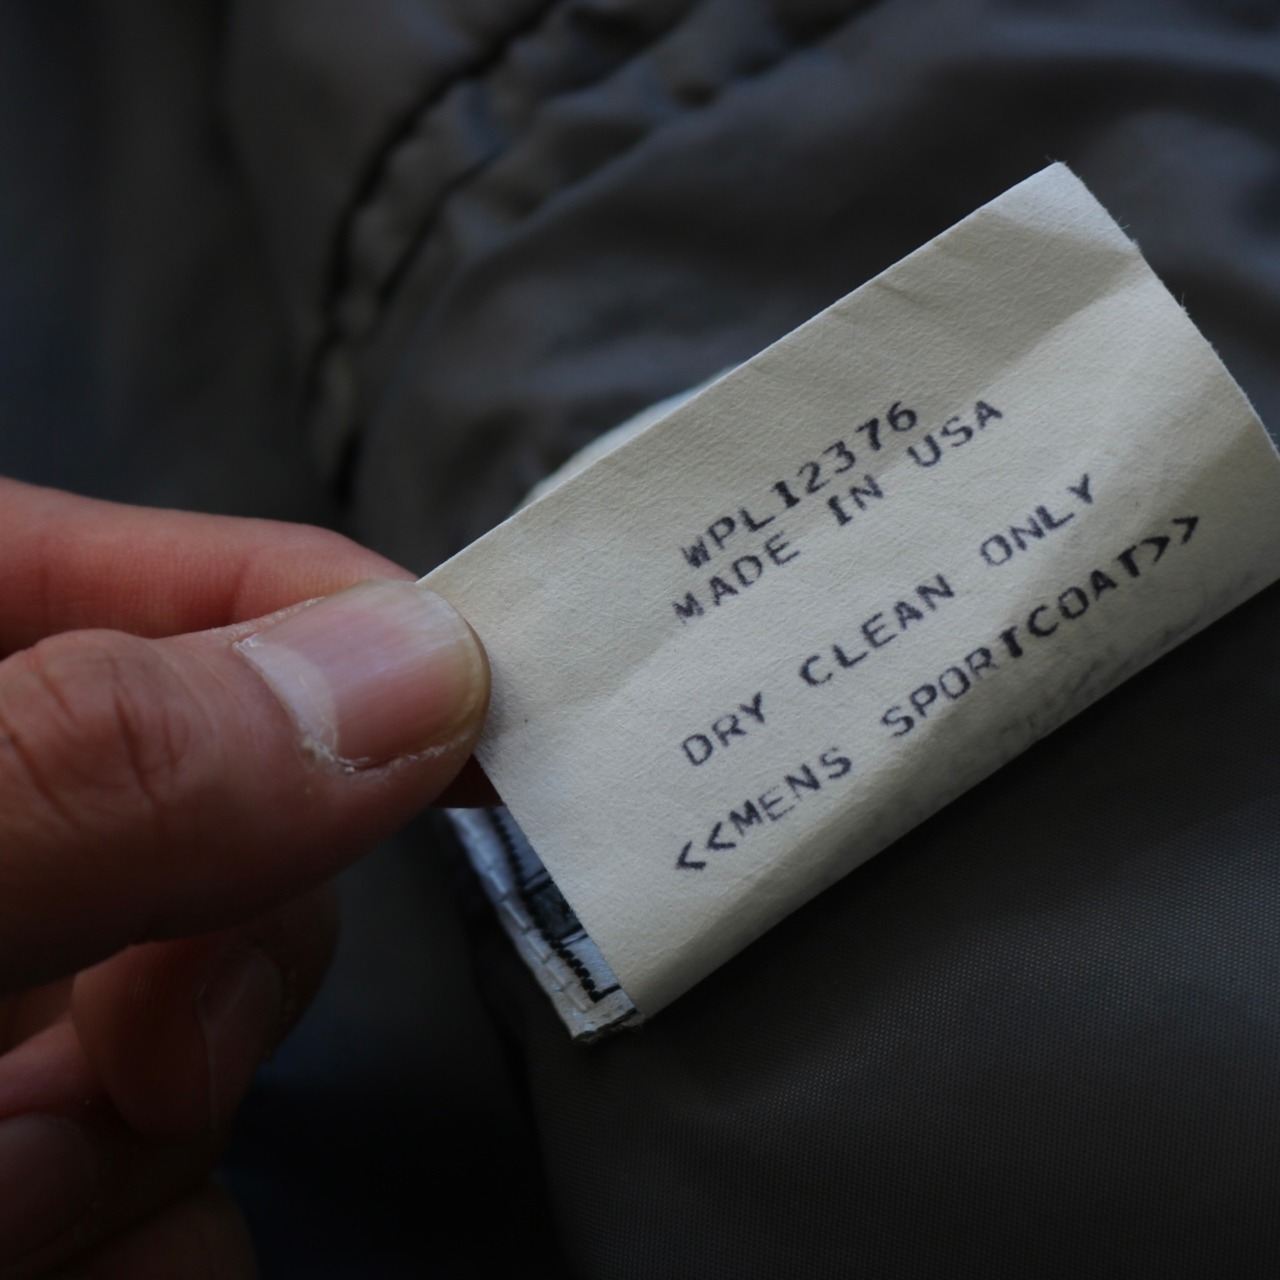 WPL12376
MADE IN USA
DRY CLEAN ONLY
<<MENS SPORTCOAT>>